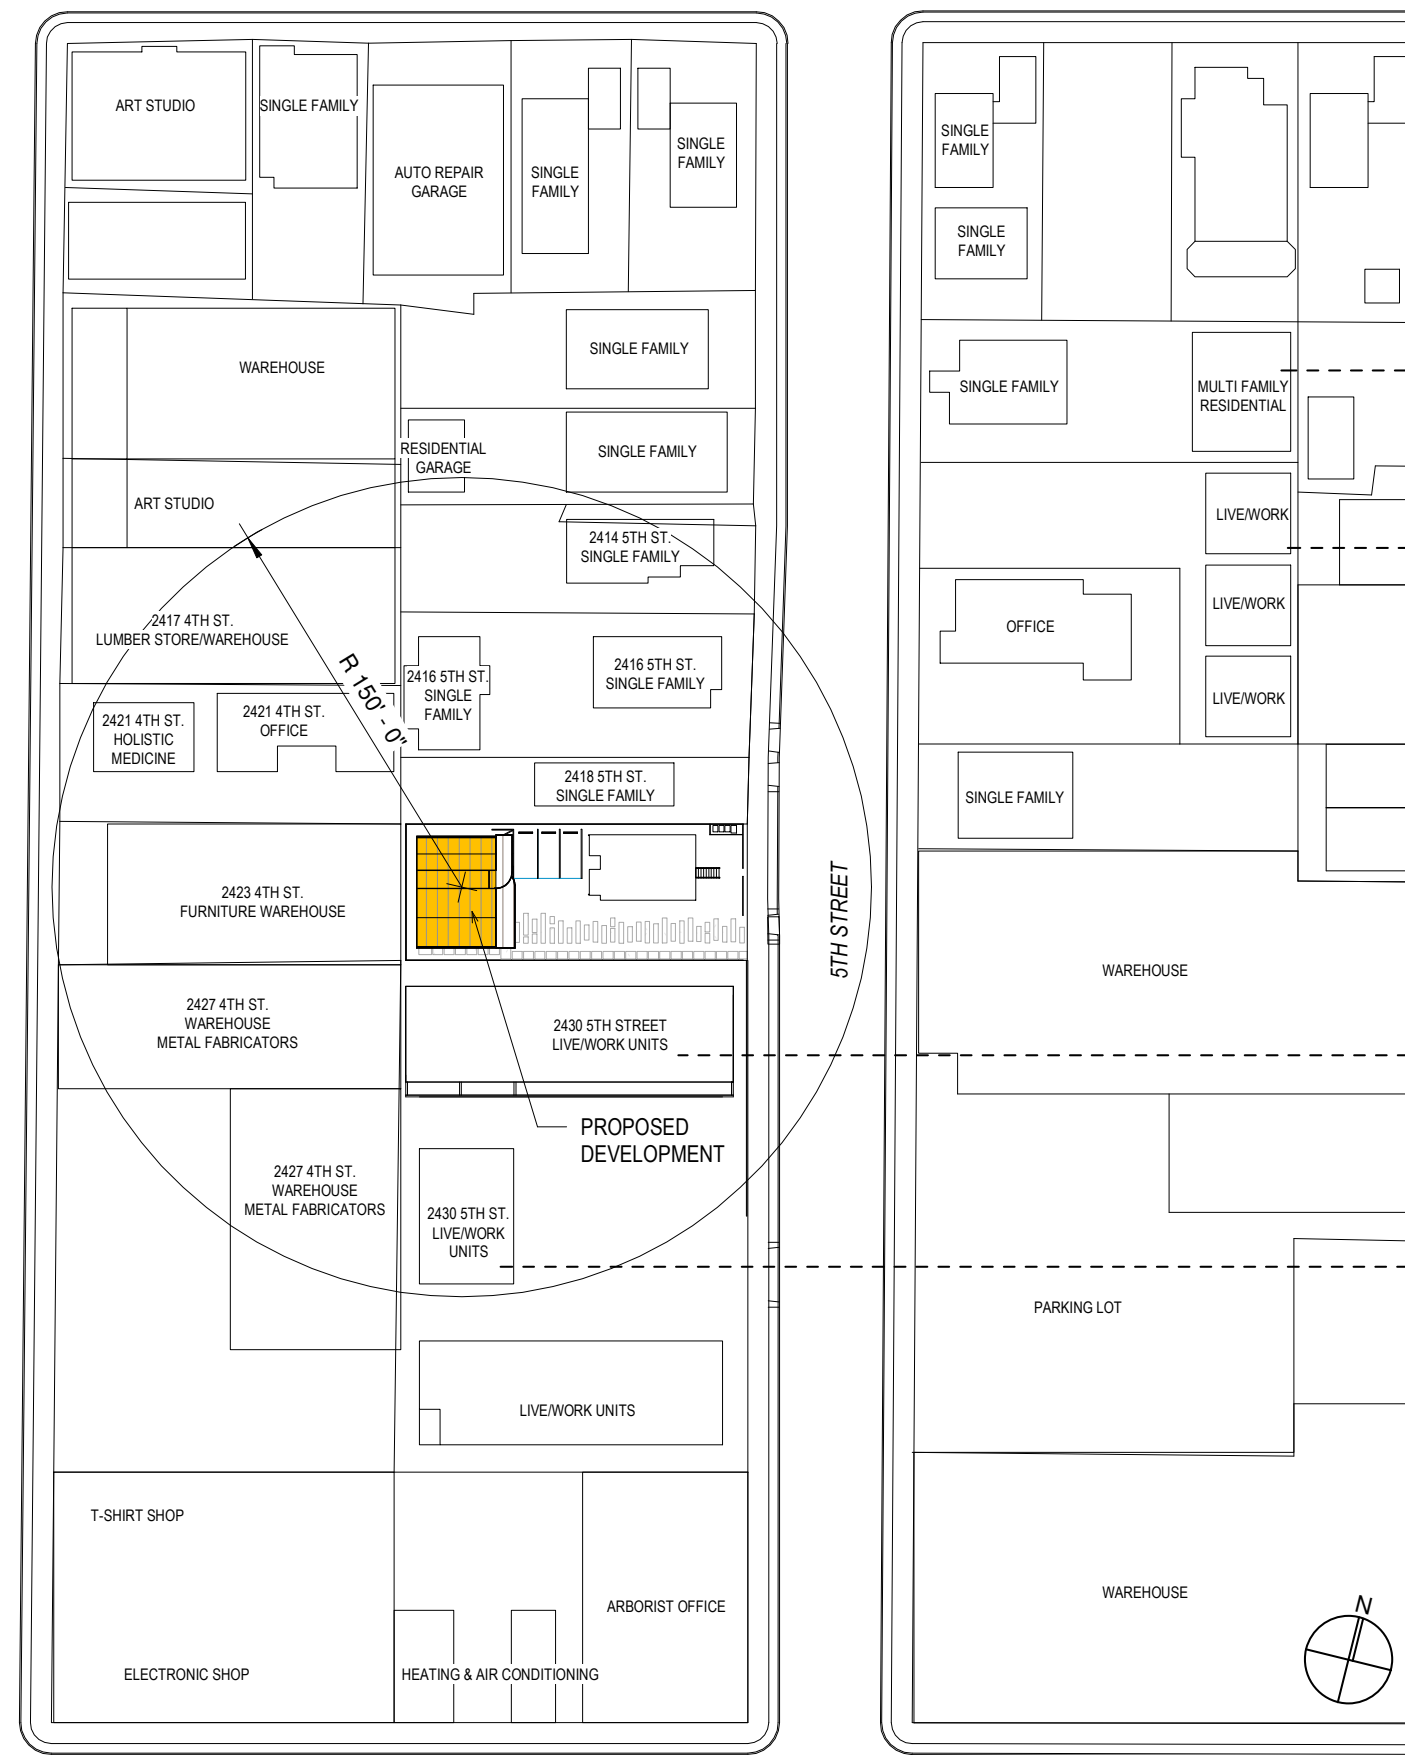 ART STUDIO
SINGLE FAMILY
AUTO REPAIR
GARAGE
SINGLE
FAMILY
SINGLE
FAMILY
WAREHOUSE
SINGLE FAMILY
RESIDENTIAL
GARAGE
SINGLE FAMILY
ART STUDIO
2414 5TH ST.
SINGLE FAMILY
2417 4TH ST.
LUMBER STORE/WAREHOUSE
R 150' - 0"
2416 5TH ST.
SINGLE
FAMILY
2416 5TH ST.
SINGLE FAMILY
2421 4TH ST.
HOLISTIC
MEDICINE
2421 4TH ST.
OFFICE
2418 5TH ST.
SINGLE FAMILY
2423 4TH ST.
FURNITURE WAREHOUSE
2427 4TH ST.
WAREHOUSE
METAL FABRICATORS
2430 5TH STREET
LIVE/WORK UNITS
PROPOSED
DEVELOPMENT
2427 4TH ST.
WAREHOUSE
METAL FABRICATORS
2430 5TH ST.
LIVE/WORK
UNITS
LIVE/WORK UNITS
T-SHIRT SHOP
ELECTRONIC SHOP
HEATING & AIR CONDITIONING
ARBORIST OFFICE
5TH STREET
SINGLE
FAMILY
SINGLE
FAMILY
SINGLE FAMILY
MULTI FAMILY
RESIDENTIAL
LIVE/WORK
LIVE/WORK
LIVE/WORK
OFFICE
SINGLE FAMILY
WAREHOUSE
PARKING LOT
WAREHOUSE
N